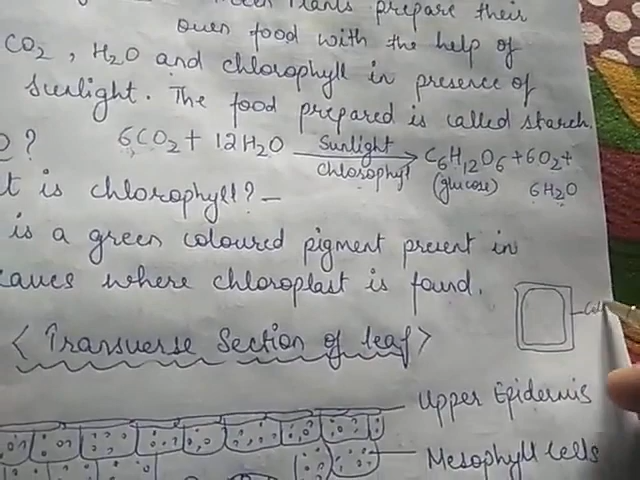 Plants prepare their
own food with the help of
CO2, H2O and chlorophyll in presence of
Sunlight. The food prepared is called starch.
? 6CO2 + 12H2O Sunlight Chlorophyl C6H12O6 + 6O2 + 6H2O
(glucose)
is chlorophyll? -
is a green coloured pigment present in
where chloroplast is found.
< Transverse Section of leaf >
Upper Epidermis
Mesophyll cells